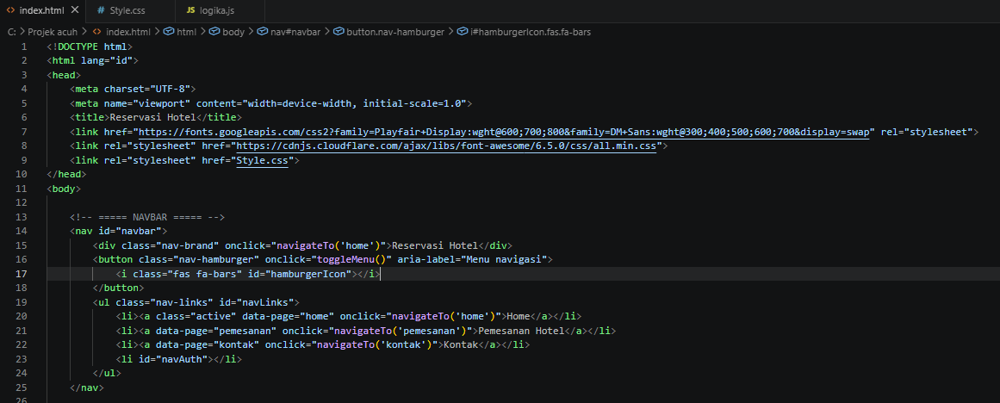 index.html
Style.css
JS logika.js
C: > Projek acuh > index.html > html > body > nav#navbar > button.nav-hamburger > i#hamburgerIcon.fas.fa-bars
1 <!DOCTYPE html>
2 <html lang="id">
3 <head>
4 <meta charset="UTF-8">
5 <meta name="viewport" content="width=device-width, initial-scale=1.0">
6 <title>Reservasi Hotel</title>
7 <link href="https://fonts.googleapis.com/css2?family=Playfair+Display:wght@600;700;800&family=DM+Sans:wght@300;400;500;600;700&display=swap" rel="stylesheet">
8 <link rel="stylesheet" href="https://cdnjs.cloudflare.com/ajax/libs/font-awesome/6.5.0/css/all.min.css">
9 <link rel="stylesheet" href="Style.css">
10 </head>
11 <body>
12
13 <!-- ===== NAVBAR ===== -->
14 <nav id="navbar">
15 <div class="nav-brand" onclick="navigateTo('home')">Reservasi Hotel</div>
16 <button class="nav-hamburger" onclick="toggleMenu()" aria-label="Menu navigasi">
17 <i class="fas fa-bars" id="hamburgerIcon"></i>
18 </button>
19 <ul class="nav-links" id="navLinks">
20 <li><a class="active" data-page="home" onclick="navigateTo('home')">Home</a></li>
21 <li><a data-page="pemesanan" onclick="navigateTo('pemesanan')">Pemesanan Hotel</a></li>
22 <li><a data-page="kontak" onclick="navigateTo('kontak')">Kontak</a></li>
23 <li id="navAuth"></li>
24 </ul>
25 </nav>
26